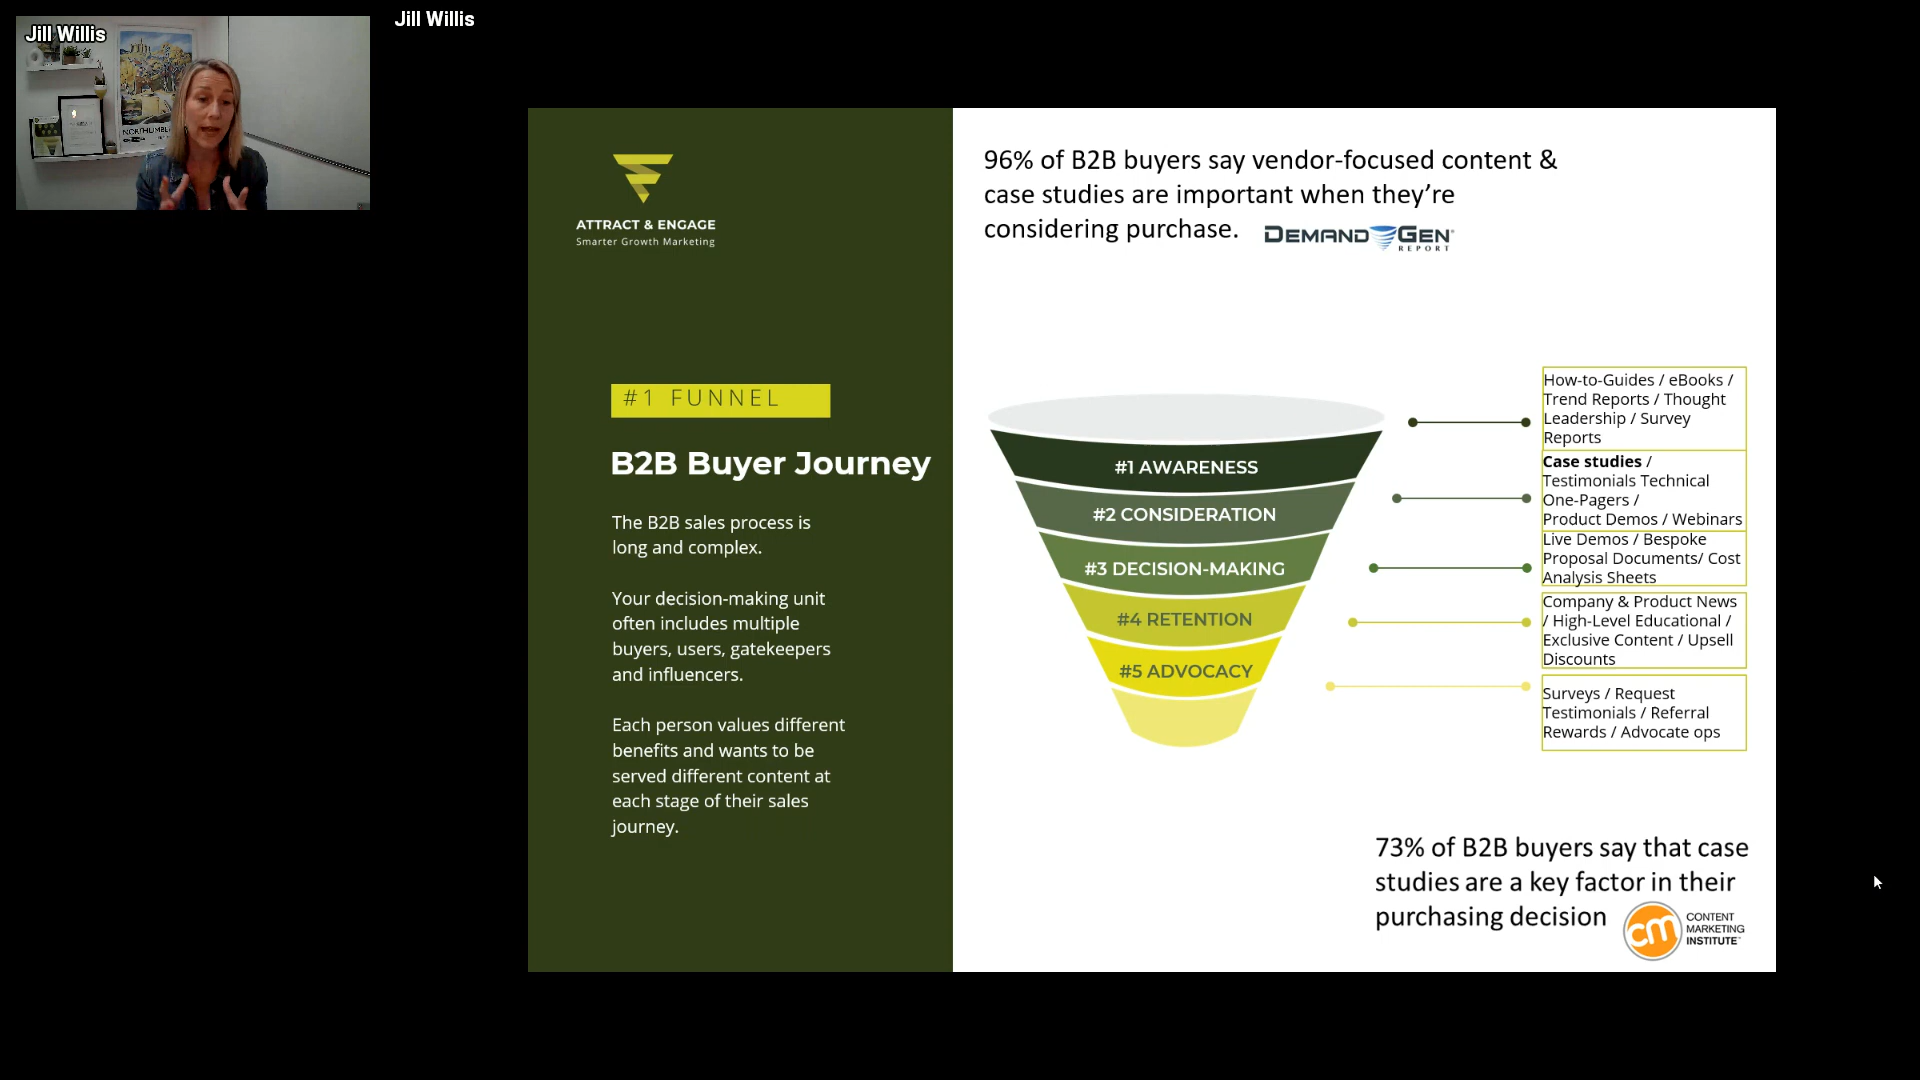 Jill Willis
Jill Willis
NORTHUMBE
ATTRACT & ENGAGE
Smarter Growth Marketing
#1 FUNNEL
B2B Buyer Journey
The B2B sales process is
long and complex.
Your decision-making unit
often includes multiple
buyers, users, gatekeepers
and influencers.
Each person values different
benefits and wants to be
served different content at
each stage of their sales
journey.
96% of B2B buyers say vendor-focused content &
case studies are important when they’re
considering purchase.
DEMAND GEN
REPORT
#1 AWARENESS
#2 CONSIDERATION
#3 DECISION-MAKING
#4 RETENTION
#5 ADVOCACY
How-to-Guides / eBooks /
Trend Reports / Thought
Leadership / Survey
Reports
Case studies /
Testimonials Technical
One-Pagers /
Product Demos / Webinars
Live Demos / Bespoke
Proposal Documents/ Cost
Analysis Sheets
Company & Product News
/ High-Level Educational /
Exclusive Content / Upsell
Discounts
Surveys / Request
Testimonials / Referral
Rewards / Advocate ops
73% of B2B buyers say that case
studies are a key factor in their
purchasing decision
cm
CONTENT
MARKETING
INSTITUTE™